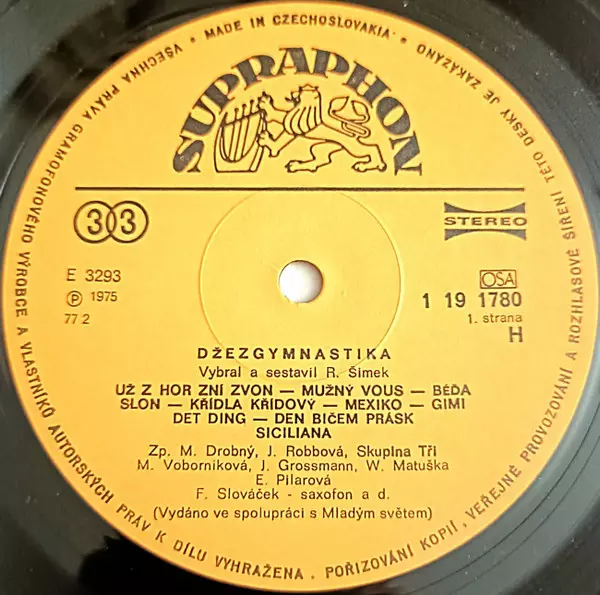 VŠECHNA PRÁVA GRAMOFONOVÉHO VÝROBCE A VLASTNÍKŮ AUTORSKÝCH PRÁV K DÍLU VYHRAŽENA. POŘIZOVÁNÍ KOPIÍ, VEŘEJNÉ PROVOZOVÁNÍ A ROZHLASOVÉ ŠÍŘENÍ TÉTO DESKY JE ZAKÁZÁNO • MADE IN CZECHOSLOVAKIA •
SUPRAPHON
33
STEREO
E 3293
OSA
Ⓟ 1975
1 19 1780
77 2
1. strana
H
DŽEZGYMNASTIKA
Vybral a sestavil R. Šimek
UŽ Z HOR ZNÍ ZVON — MUŽNÝ VOUS — BÉĎA
SLON — KŘÍDLA KŘÍDOVÝ — MEXIKO — GIMI
DET DING — DEN BIČEM PRÁSK
SICILIANA
Zp. M. Drobný, J. Robbová, Skupina Tři
M. Voborníková, J. Grossmann, W. Matuška
E. Pilarová
F. Slováček - saxofon a d.
(Vydáno ve spolupráci s Mladým světem)